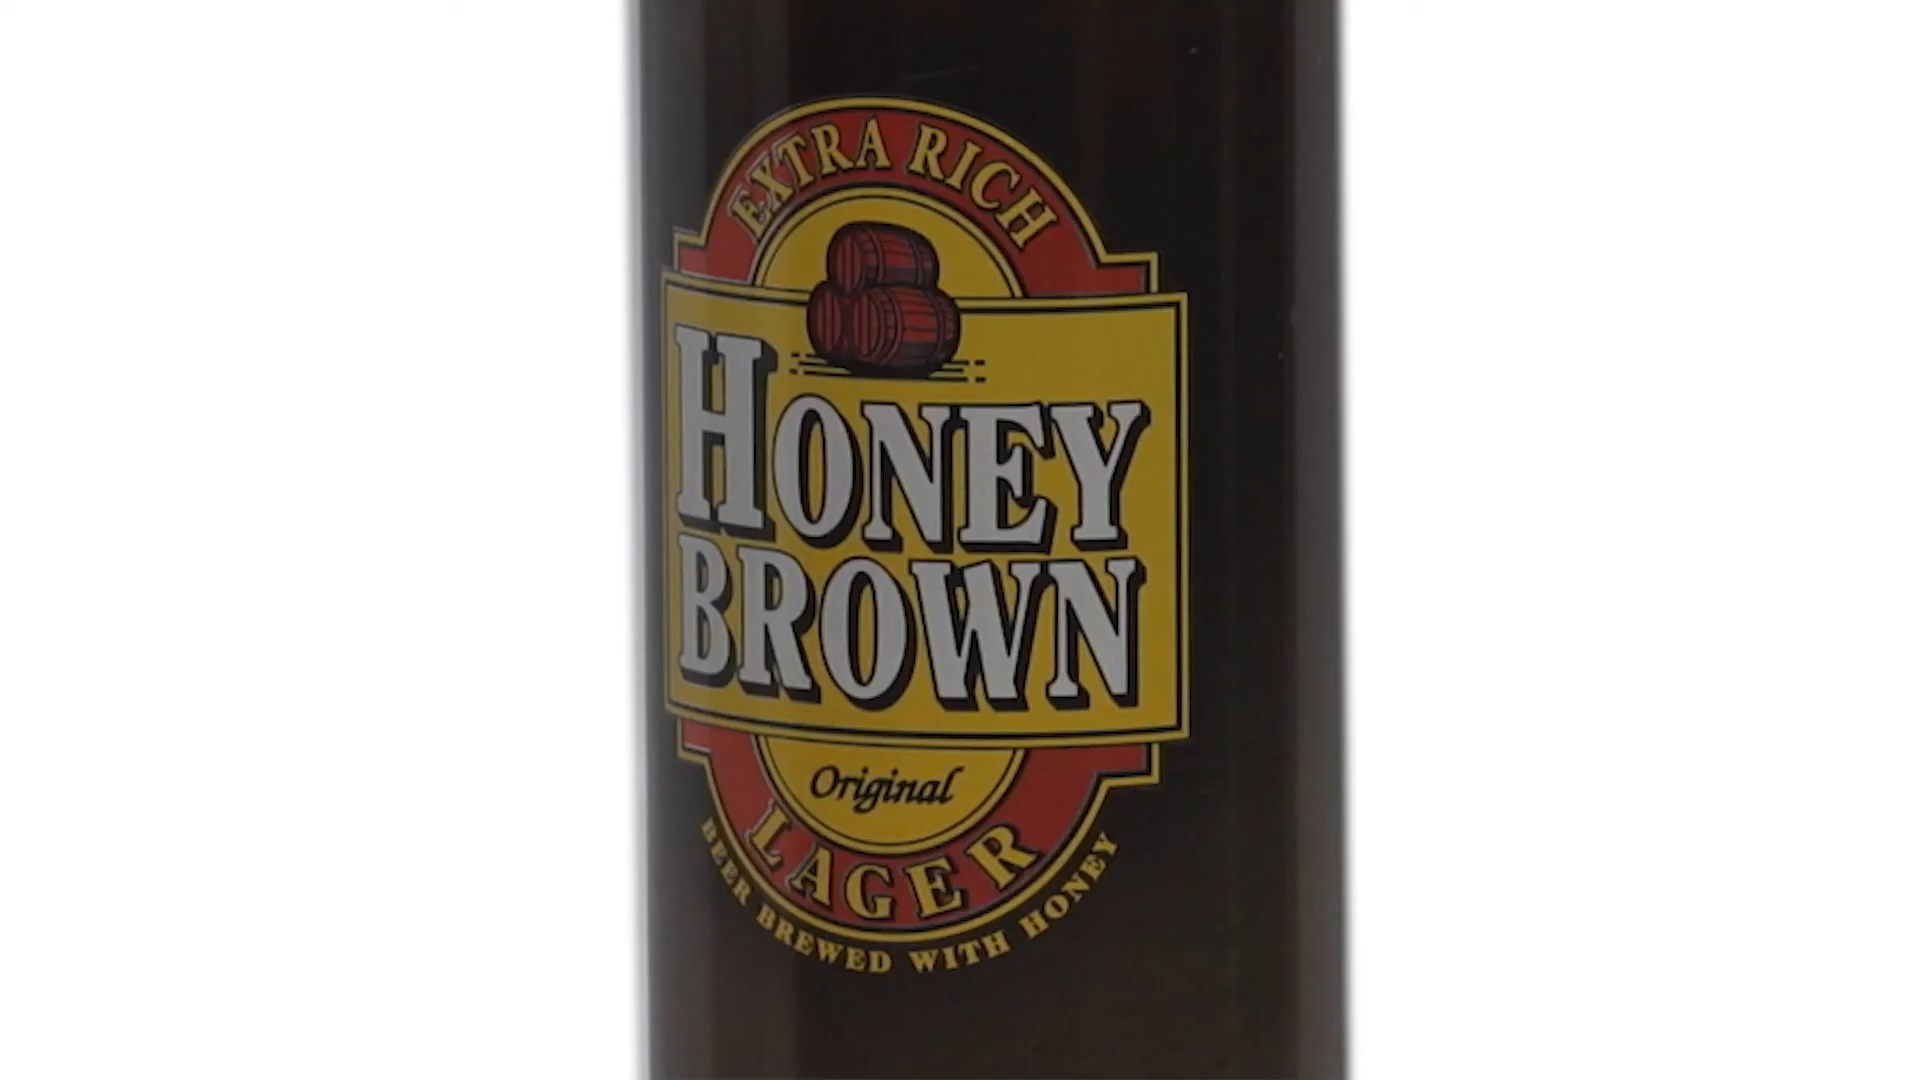 EXTRA RICH
HONEY
BROWN
Original
LAGER
BEER BREWED WITH HONEY